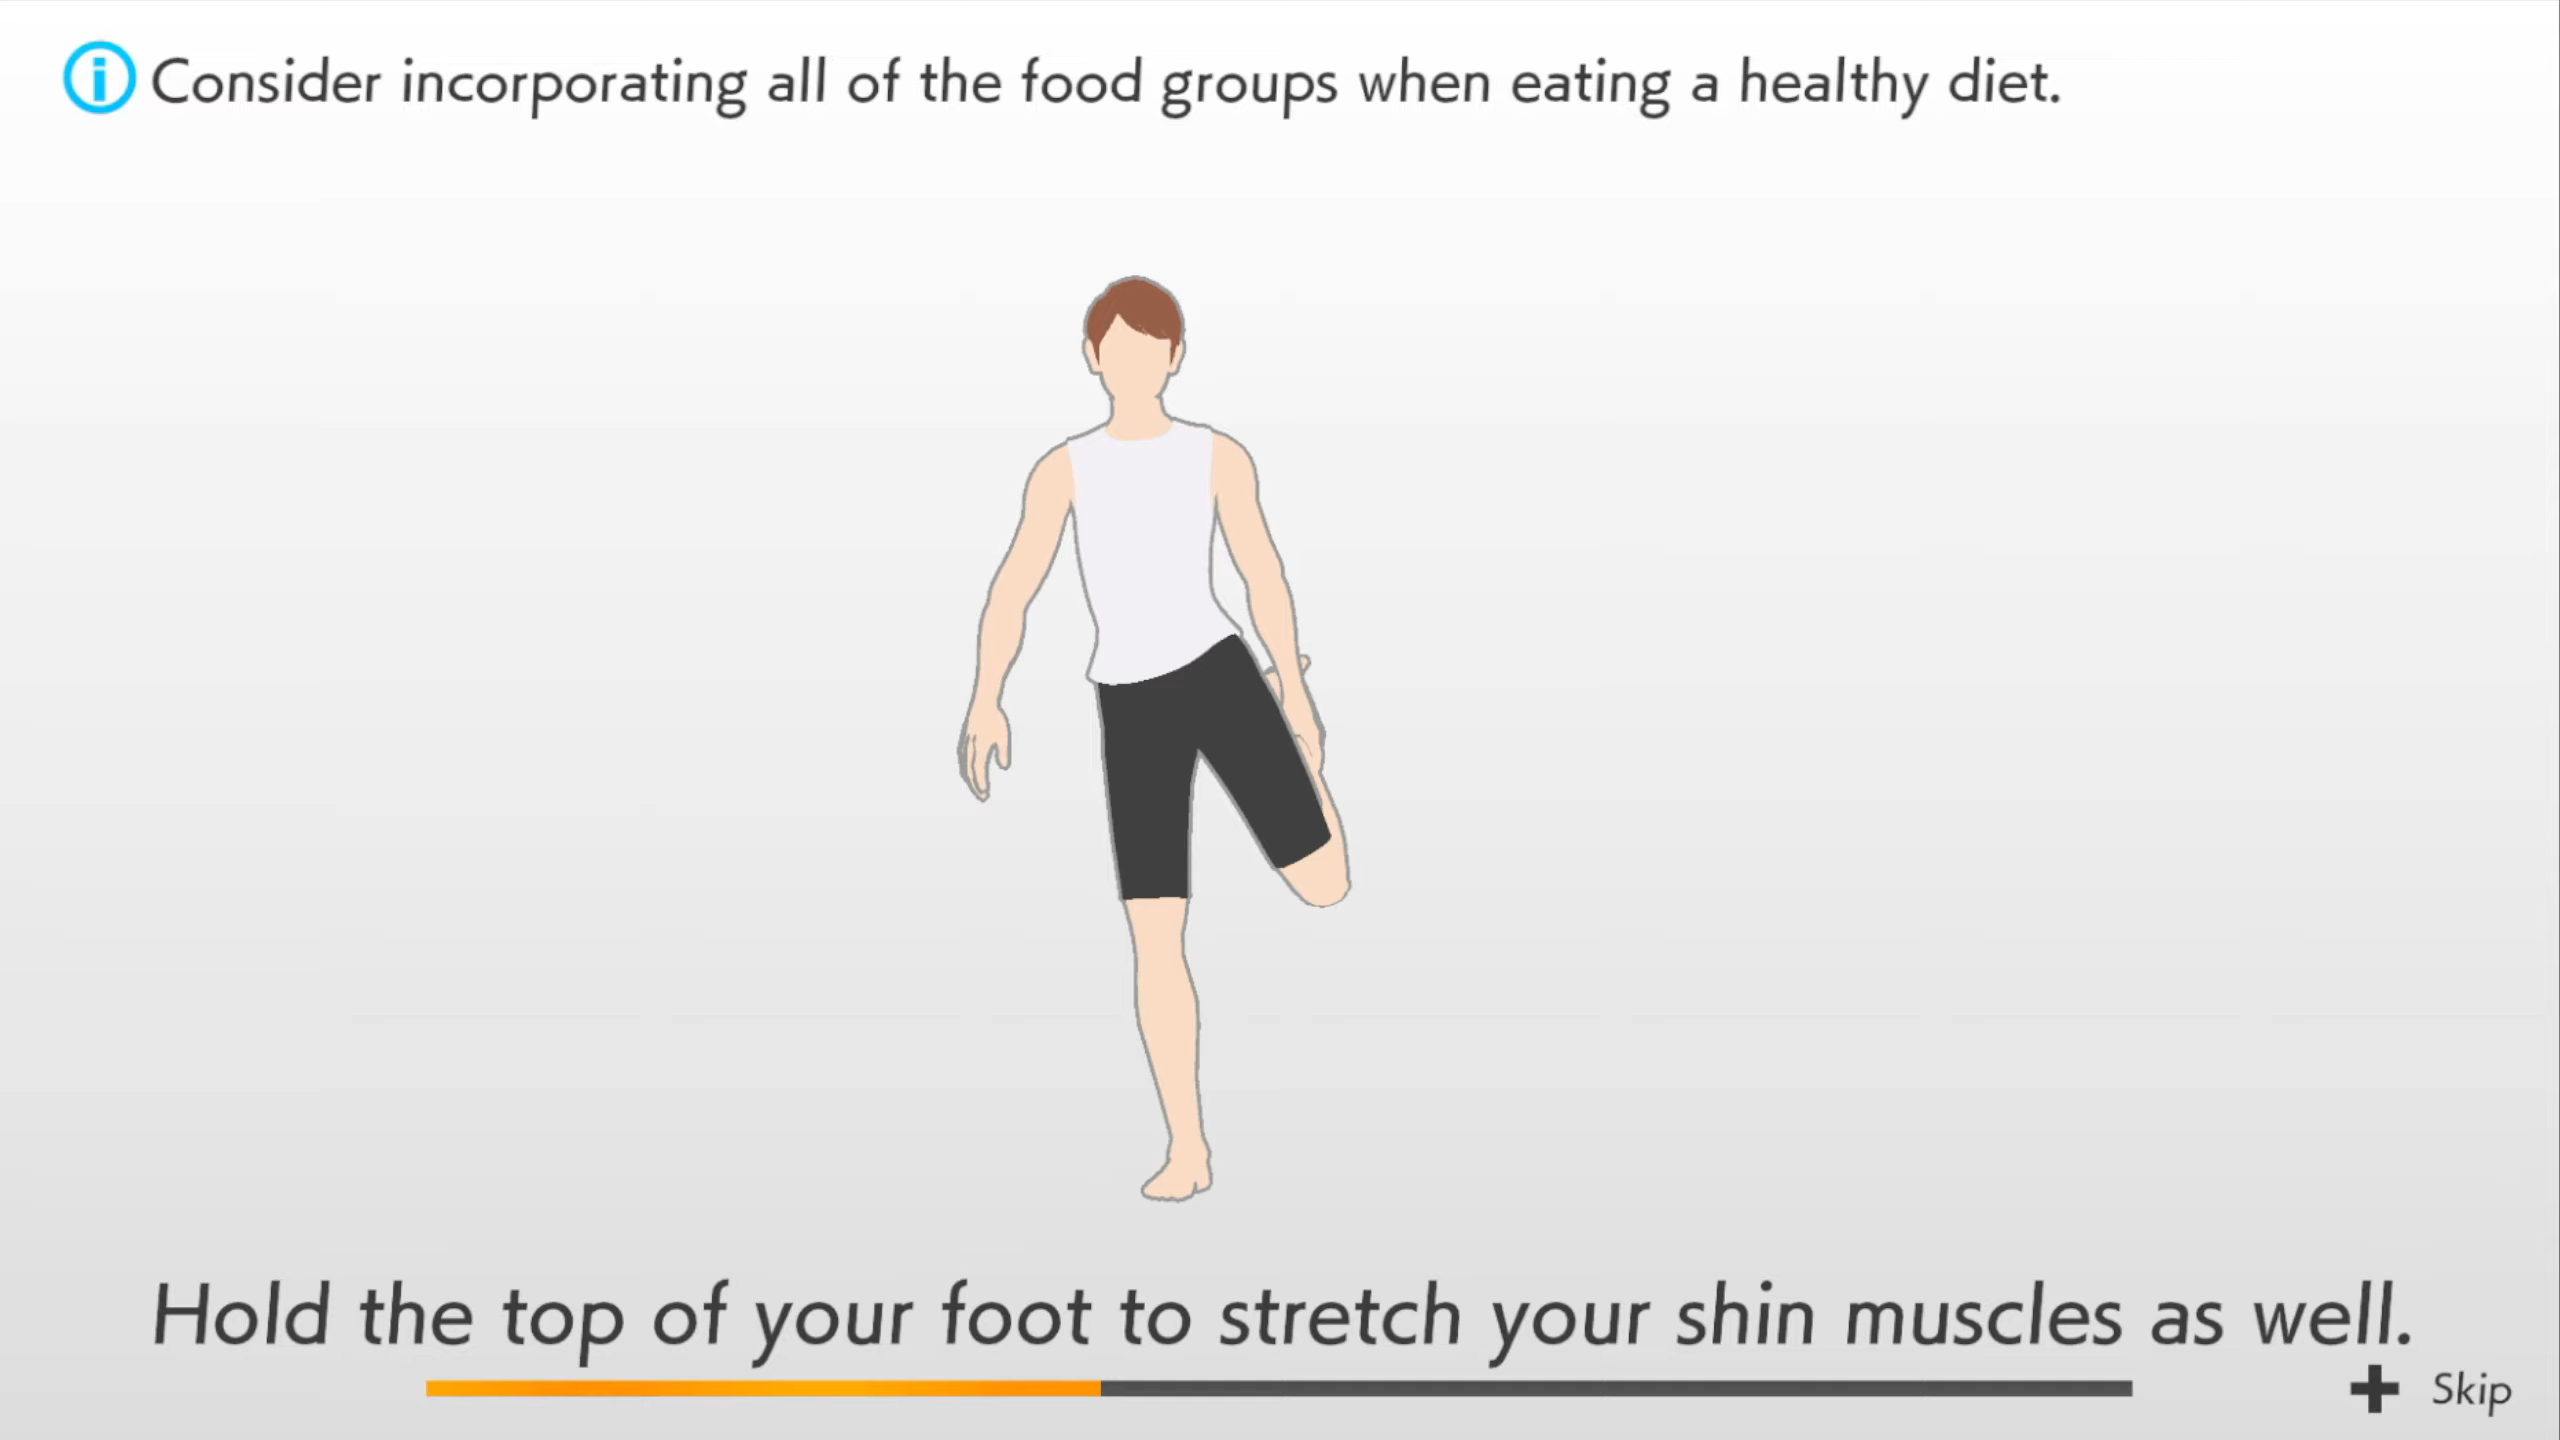 Consider incorporating all of the food groups when eating a healthy diet.
Hold the top of your foot to stretch your shin muscles as well.
Skip